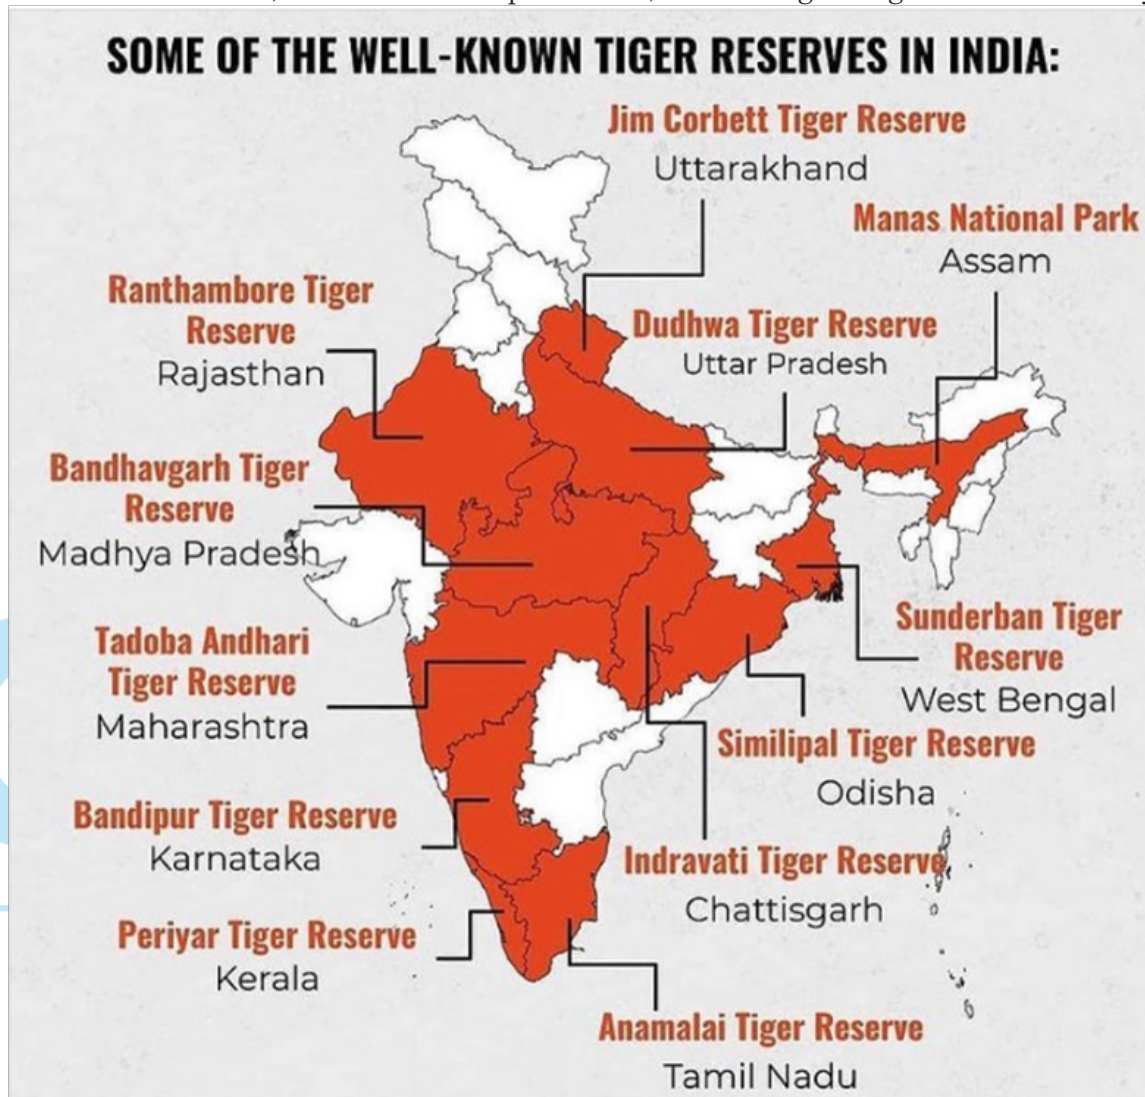 SOME OF THE WELL-KNOWN TIGER RESERVES IN INDIA:
Jim Corbett Tiger Reserve
Uttarakhand
Manas National Park
Assam
Ranthambore Tiger
Reserve
Rajasthan
Dudhwa Tiger Reserve
Uttar Pradesh
Bandhavgarh Tiger
Reserve
Madhya Pradesh
Sunderban Tiger
Reserve
West Bengal
Tadoba Andhari
Tiger Reserve
Maharashtra
Similipal Tiger Reserve
Odisha
Bandipur Tiger Reserve
Karnataka
Indravati Tiger Reserve
Chattisgarh
Periyar Tiger Reserve
Kerala
Anamalai Tiger Reserve
Tamil Nadu